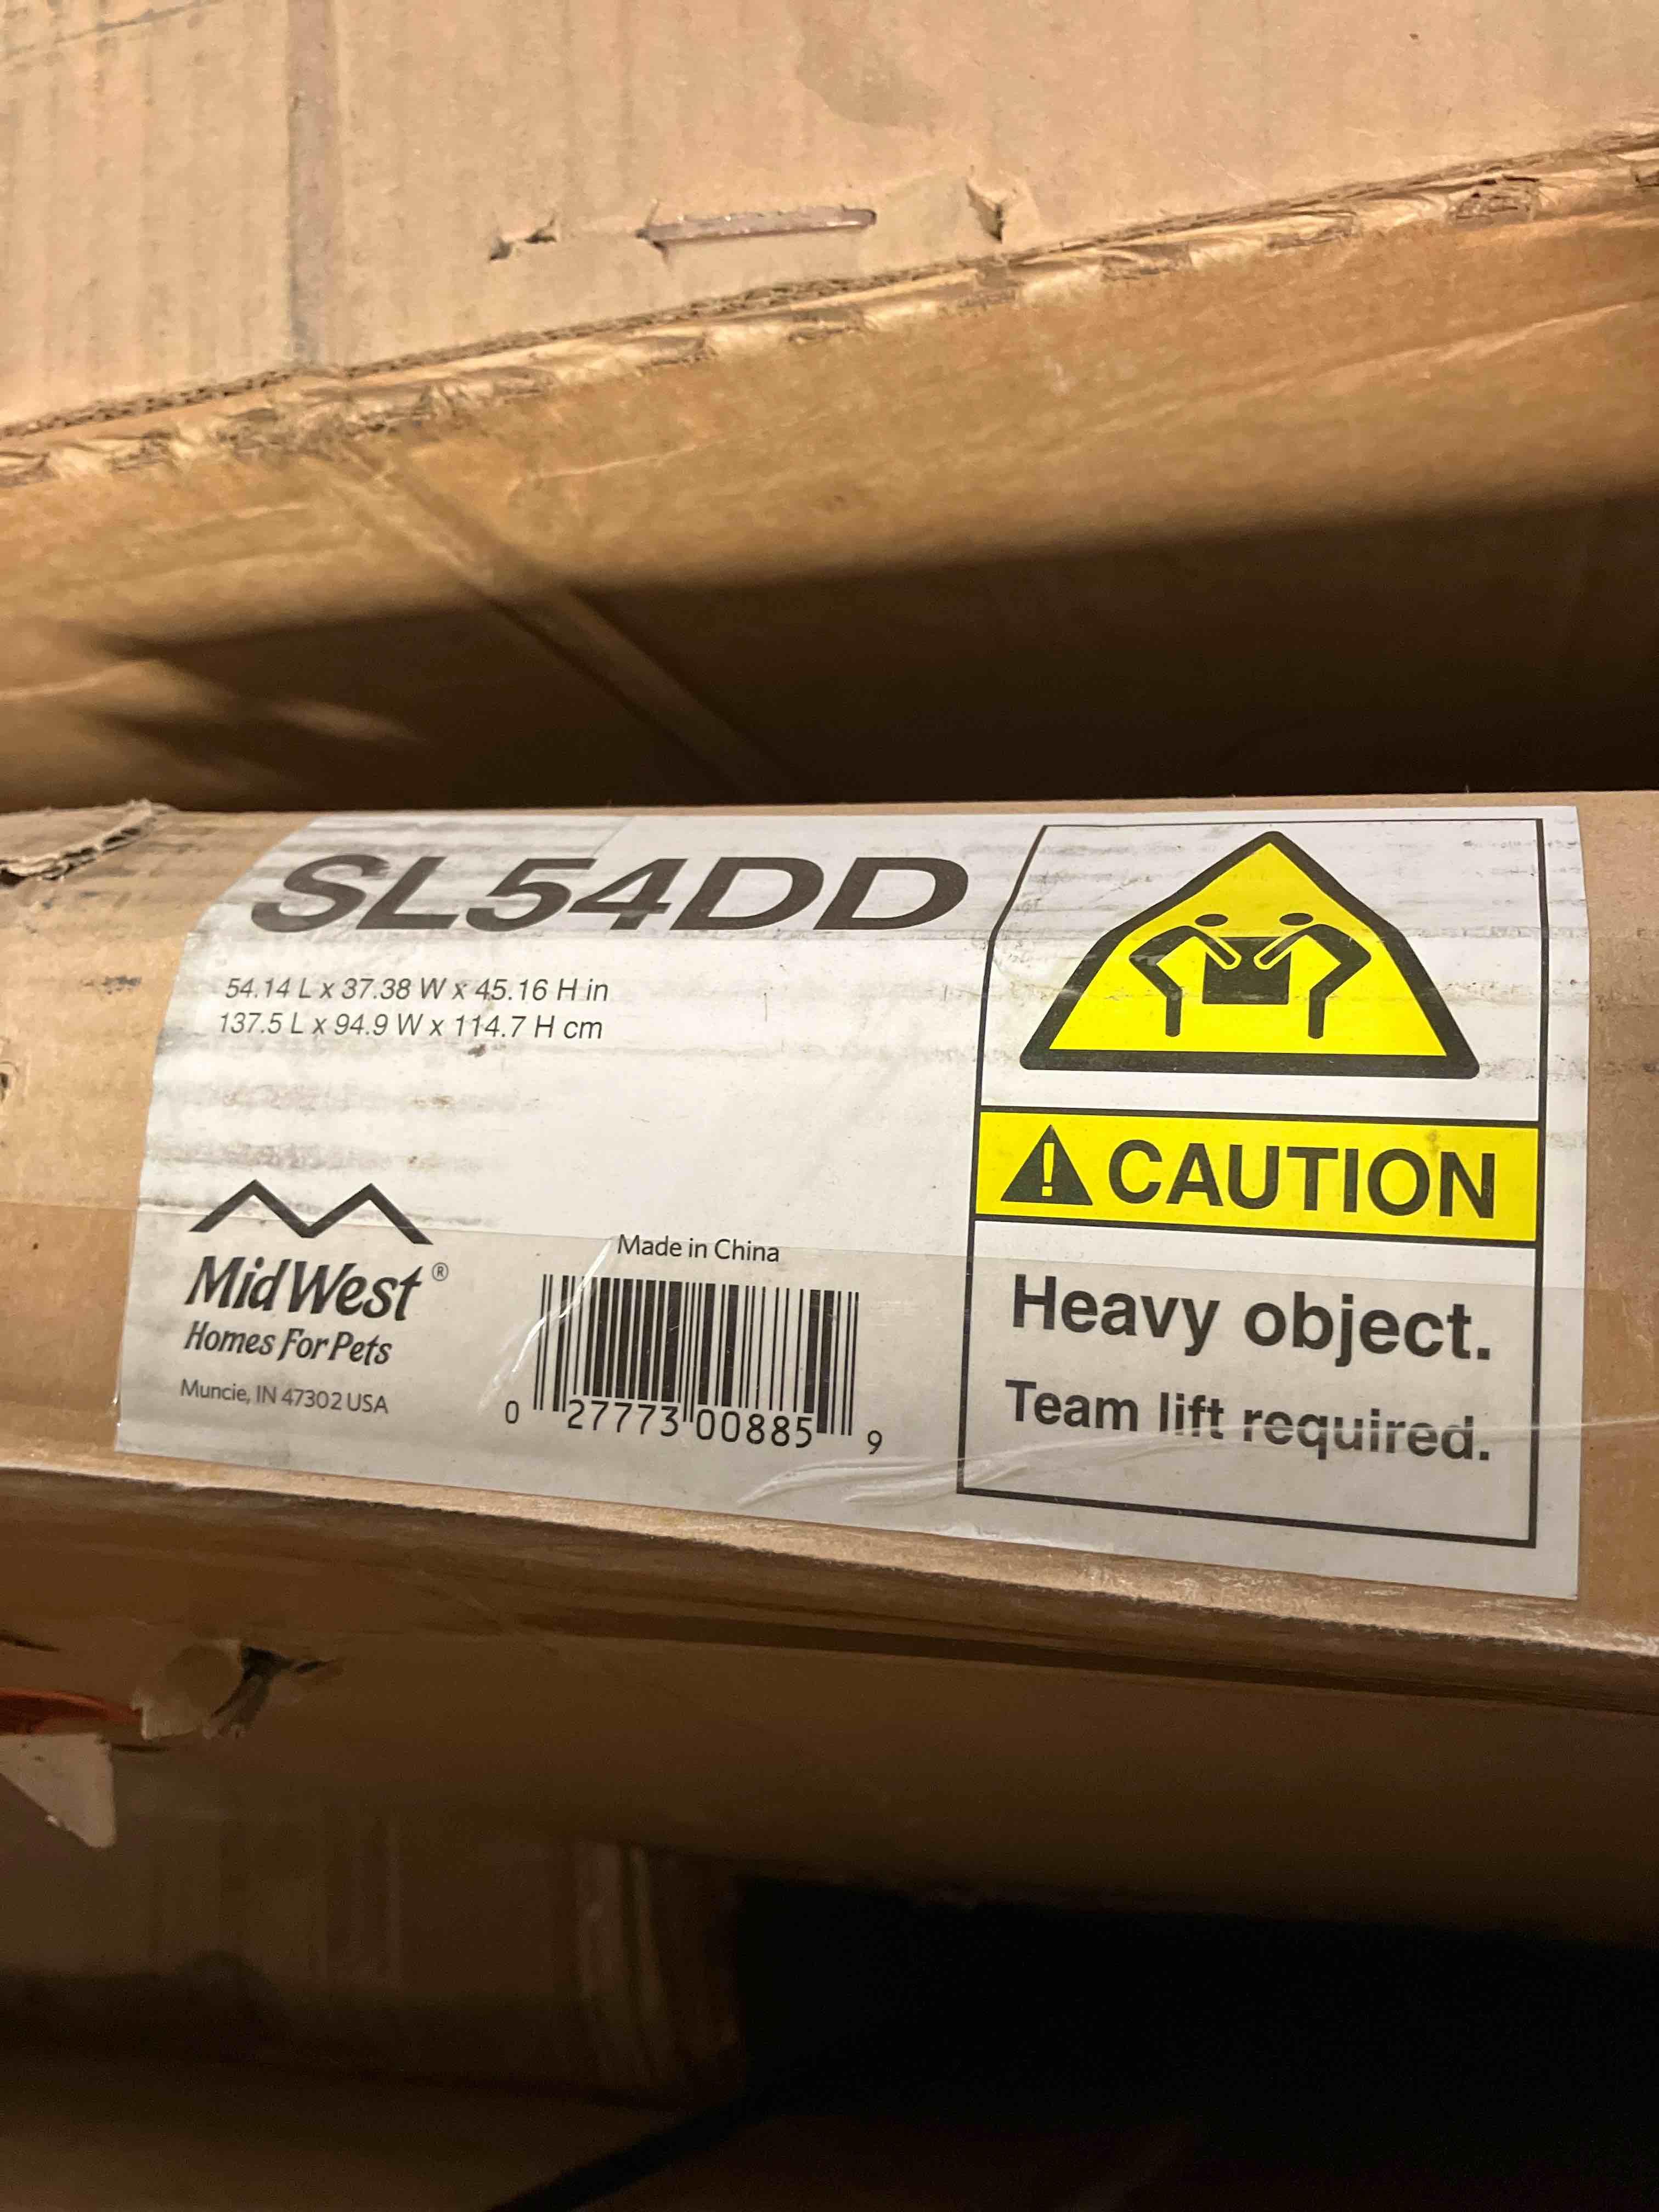 SL54DD
54.14 L x 37.38 W x 45.16 H in
137.5 L x 94.9 W x 114.7 H cm
MidWest®
Homes For Pets
Muncie, IN 47302 USA
Made in China
0 27773 00885 9
CAUTION
Heavy object.
Team lift required.